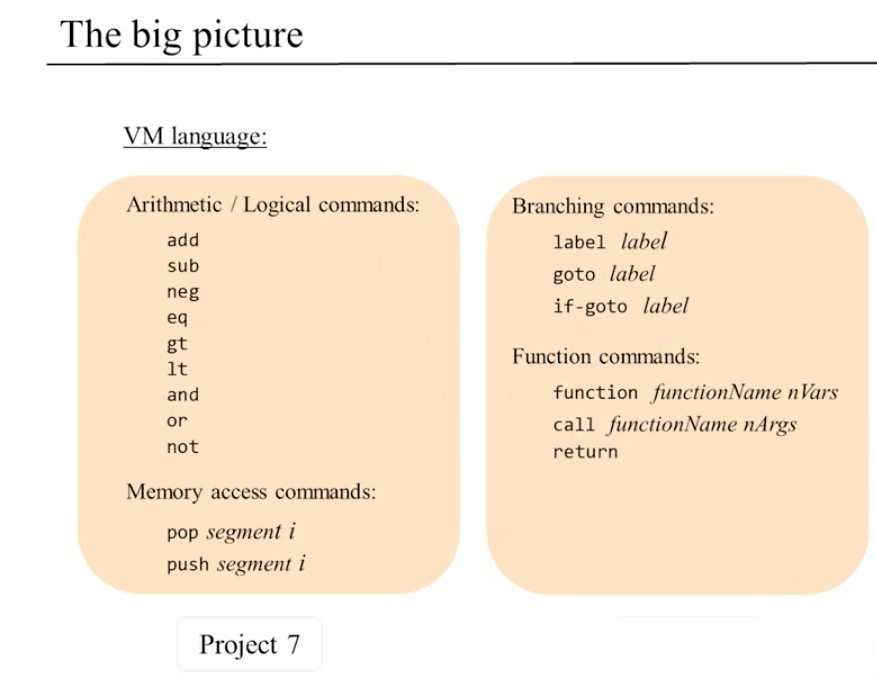 The big picture
VM language:
Arithmetic / Logical commands:
add
sub
neg
eq
gt
lt
and
or
not
Memory access commands:
pop segment i
push segment i
Branching commands:
label label
goto label
if-goto label
Function commands:
function functionName nVars
call functionName nArgs
return
Project 7